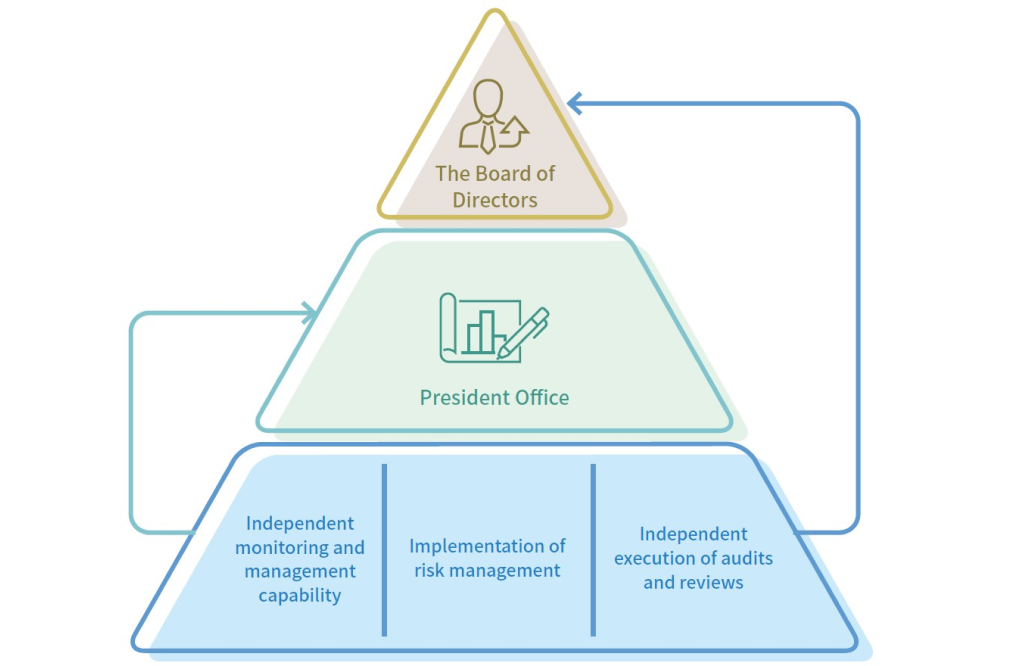 The Board of
Directors
President Office
Independent
monitoring and
management
capability
Implementation of
risk management
Independent
execution of audits
and reviews